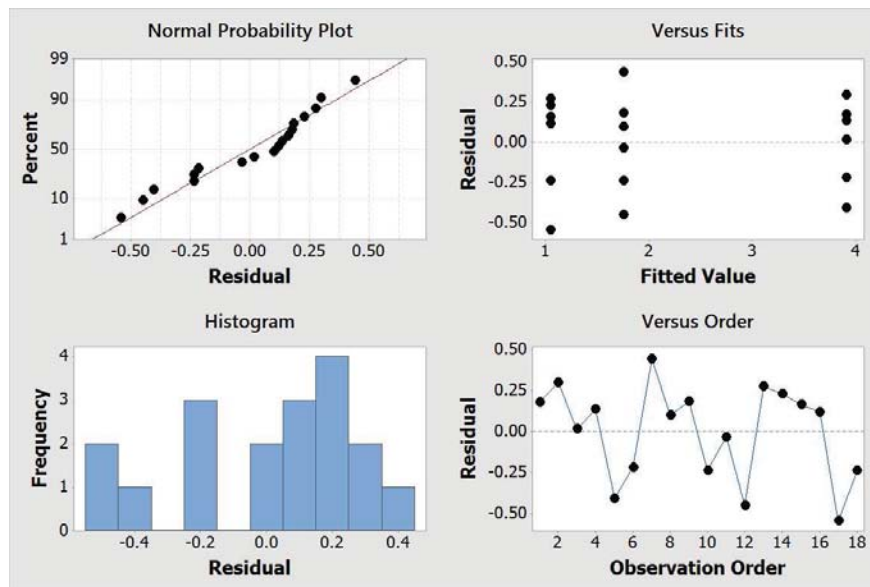 Normal Probability Plot
Percent
99
90
50
10
1
-0.50 -0.25 0.00 0.25 0.50
Residual
Versus Fits
Residual
0.50
0.25
0.00
-0.25
-0.50
1 2 3 4
Fitted Value
Histogram
Frequency
4
3
2
1
0
-0.4 -0.2 0.0 0.2 0.4
Residual
Versus Order
Residual
0.50
0.25
0.00
-0.25
-0.50
2 4 6 8 10 12 14 16 18
Observation Order